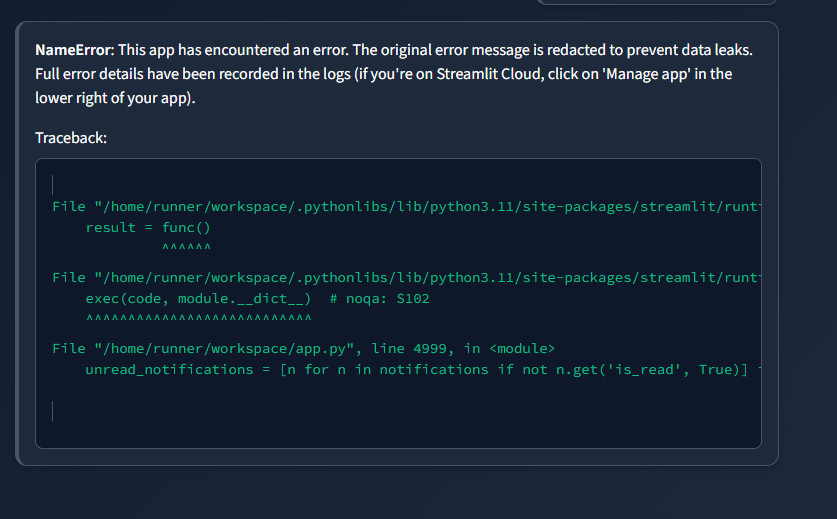 NameError: This app has encountered an error. The original error message is redacted to prevent data leaks.
Full error details have been recorded in the logs (if you're on Streamlit Cloud, click on 'Manage app' in the
lower right of your app).
Traceback:
File "/home/runner/workspace/.pythonlibs/lib/python3.11/site-packages/streamlit/runt
result = func()
^^^^^^
File "/home/runner/workspace/.pythonlibs/lib/python3.11/site-packages/streamlit/runt
exec(code, module.__dict__)  # noqa: S102
^^^^^^^^^^^^^^^^^^^^^^^^^^^
File "/home/runner/workspace/app.py", line 4999, in <module>
unread_notifications = [n for n in notifications if not n.get('is_read', True)]